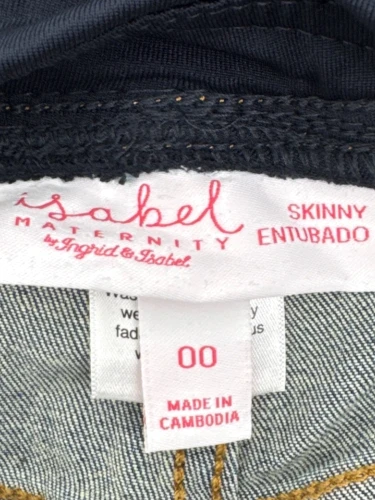 isabel
MATERNITY
by Ingrid & Isabel
SKINNY
ENTUBADO
00
MADE IN
CAMBODIA